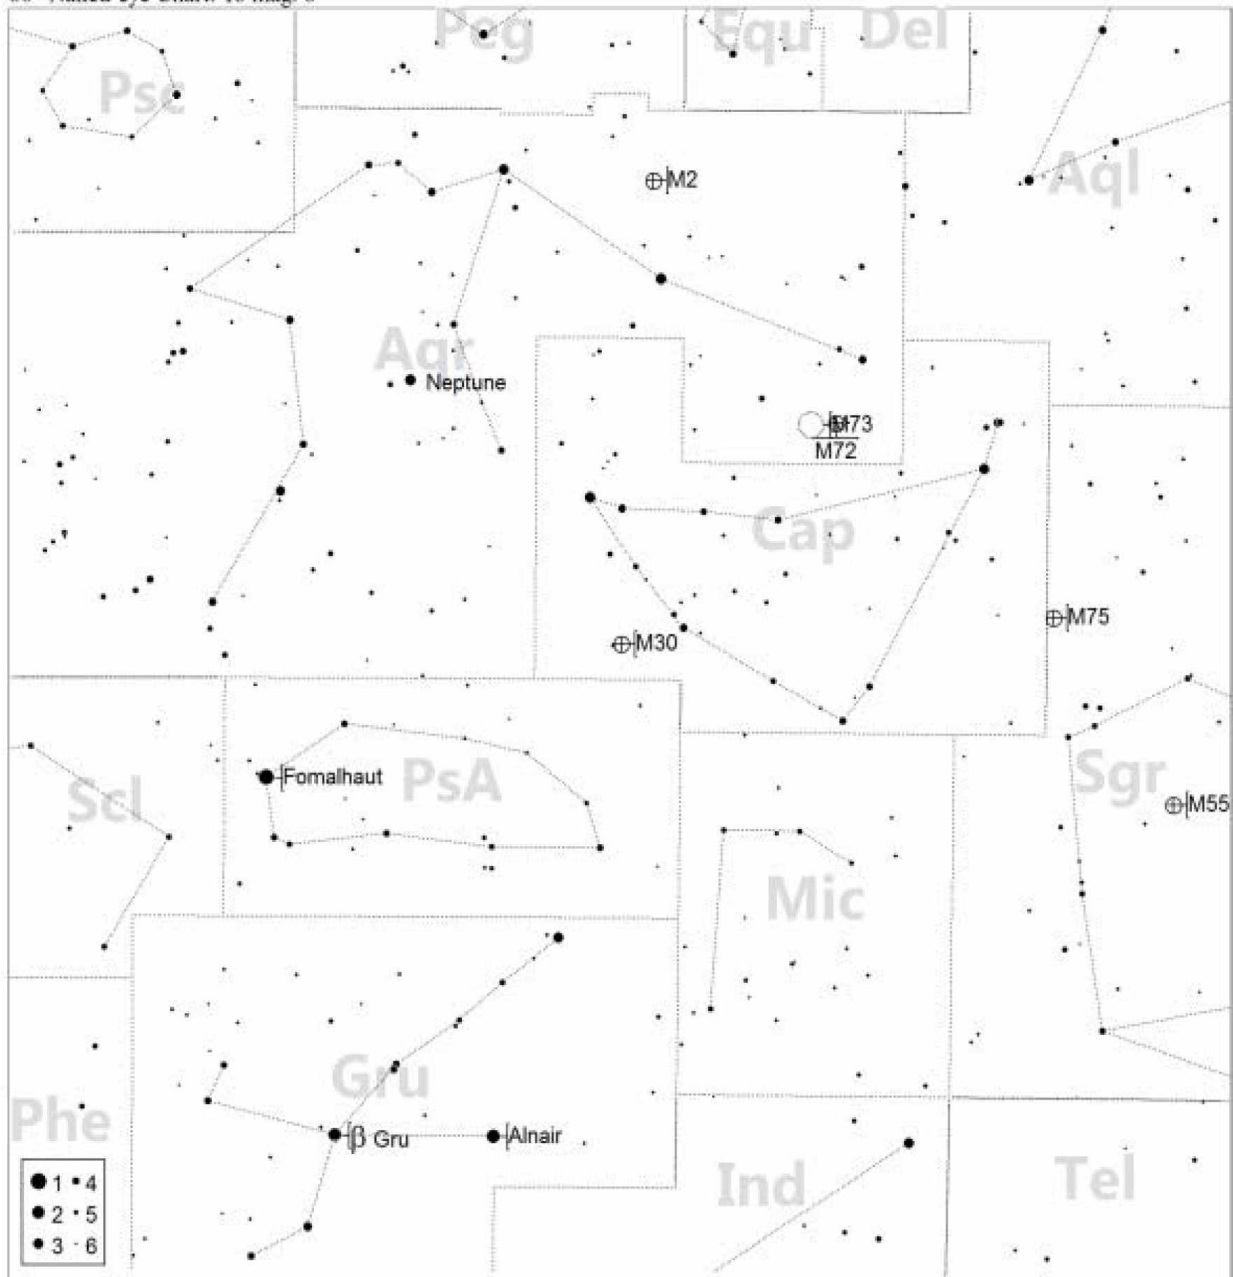 Peg
Equ
Del
Psc
Aql
M2
Aqr
Neptune
M73
M72
Cap
M75
M30
Fomalhaut
PsA
Scl
Sgr
M55
Mic
Gru
Phe
β Gru
Alnair
Ind
Tel
1 4
2 5
3 6